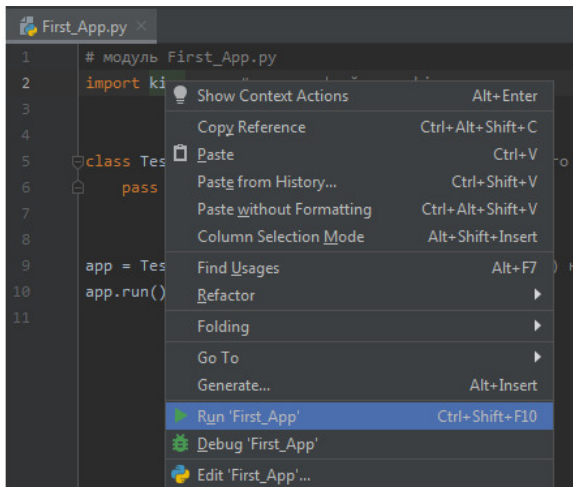 First_App.py
1 # модуль First_App.py
2 import ki
3
4
5 class Tes
6 pass
7
8
9 app = Tes
10 app.run()
11
Show Context Actions Alt+Enter
Copy Reference Ctrl+Alt+Shift+C
Paste Ctrl+V
Paste from History... Ctrl+Shift+V
Paste without Formatting Ctrl+Alt+Shift+V
Column Selection Mode Alt+Shift+Insert
Find Usages Alt+F7
Refactor
Folding
Go To
Generate... Alt+Insert
Run 'First_App' Ctrl+Shift+F10
Debug 'First_App'
Edit 'First_App'...